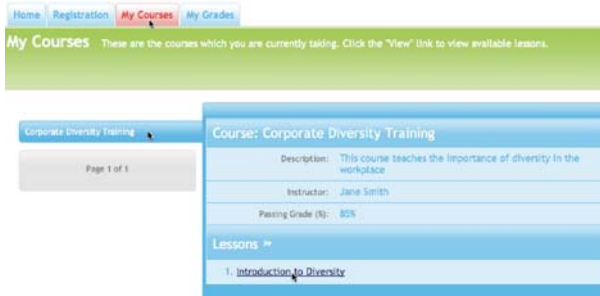 Home Registration My Courses My Grades
My Courses These are the courses which you are currently taking. Click the "View" link to view available lessons.
Corporate Diversity Training
Page 1 of 1
Course: Corporate Diversity Training
Description: This course teaches the importance of diversity in the
workplace
Instructor: Jane Smith
Passing Grade (%): 85%
Lessons »
1. Introduction to Diversity